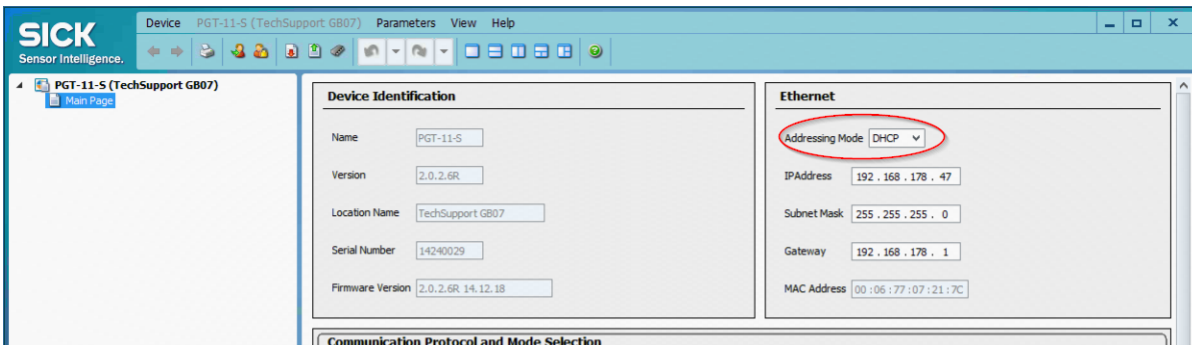 SICK
Sensor Intelligence.
Device PGT-11-S (TechSupport GB07) Parameters View Help
PGT-11-S (TechSupport GB07)
Main Page
Device Identification
Name PGT-11-S
Version 2.0.2.6R
Location Name TechSupport GB07
Serial Number 14240029
Firmware Version 2.0.2.6R 14.12.18
Ethernet
Addressing Mode DHCP
IPAddress 192 . 168 . 178 . 47
Subnet Mask 255 . 255 . 255 . 0
Gateway 192 . 168 . 178 . 1
MAC Address 00 : 06 : 77 : 07 : 21 : 7C
Communication Protocol and Mode Selection